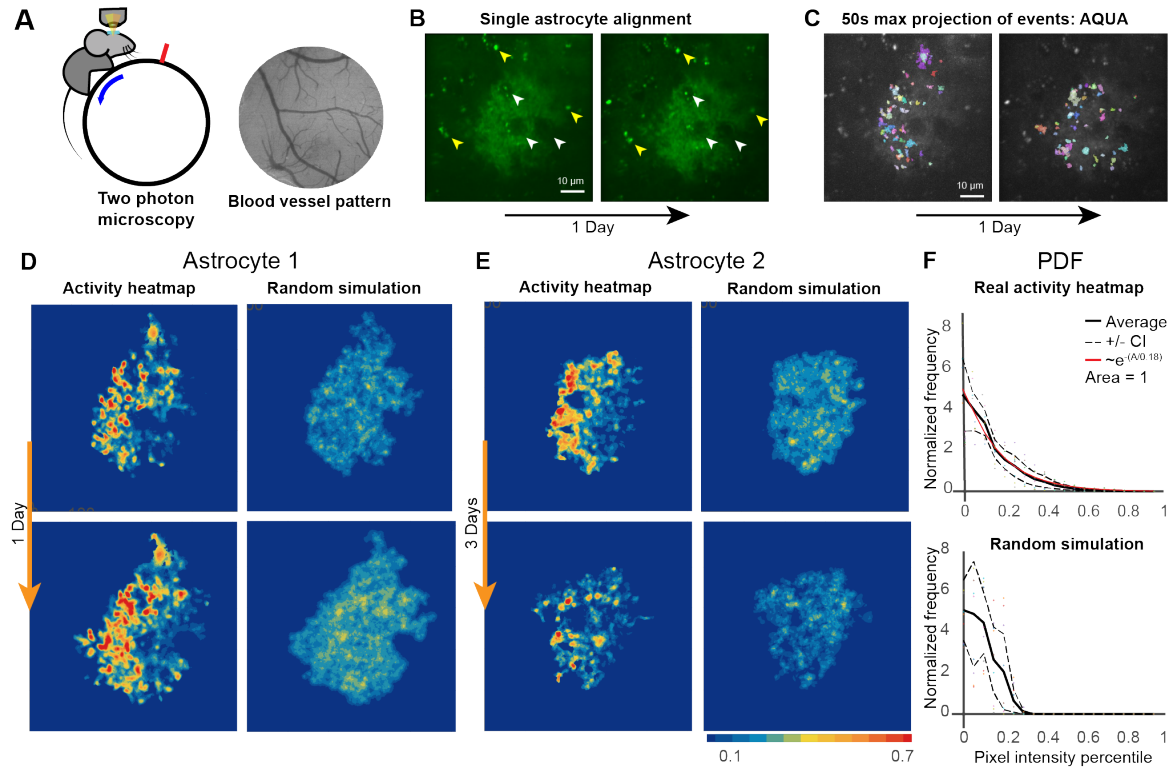 A
Two photon
microscopy
Blood vessel pattern
B
Single astrocyte alignment
10 µm
1 Day
C
50s max projection of events: AQUA
10 µm
1 Day
D
Astrocyte 1
Activity heatmap
Random simulation
1 Day
E
Astrocyte 2
Activity heatmap
Random simulation
3 Days
0.1
0.7
F
PDF
Real activity heatmap
Average
+/- CI
~e-(A/0.18)
Area = 1
Normalized frequency
8
6
4
2
0
0
0.2
0.4
0.6
0.8
1
Random simulation
Normalized frequency
8
6
4
2
0
0
0.2
0.4
0.6
0.8
1
Pixel intensity percentile